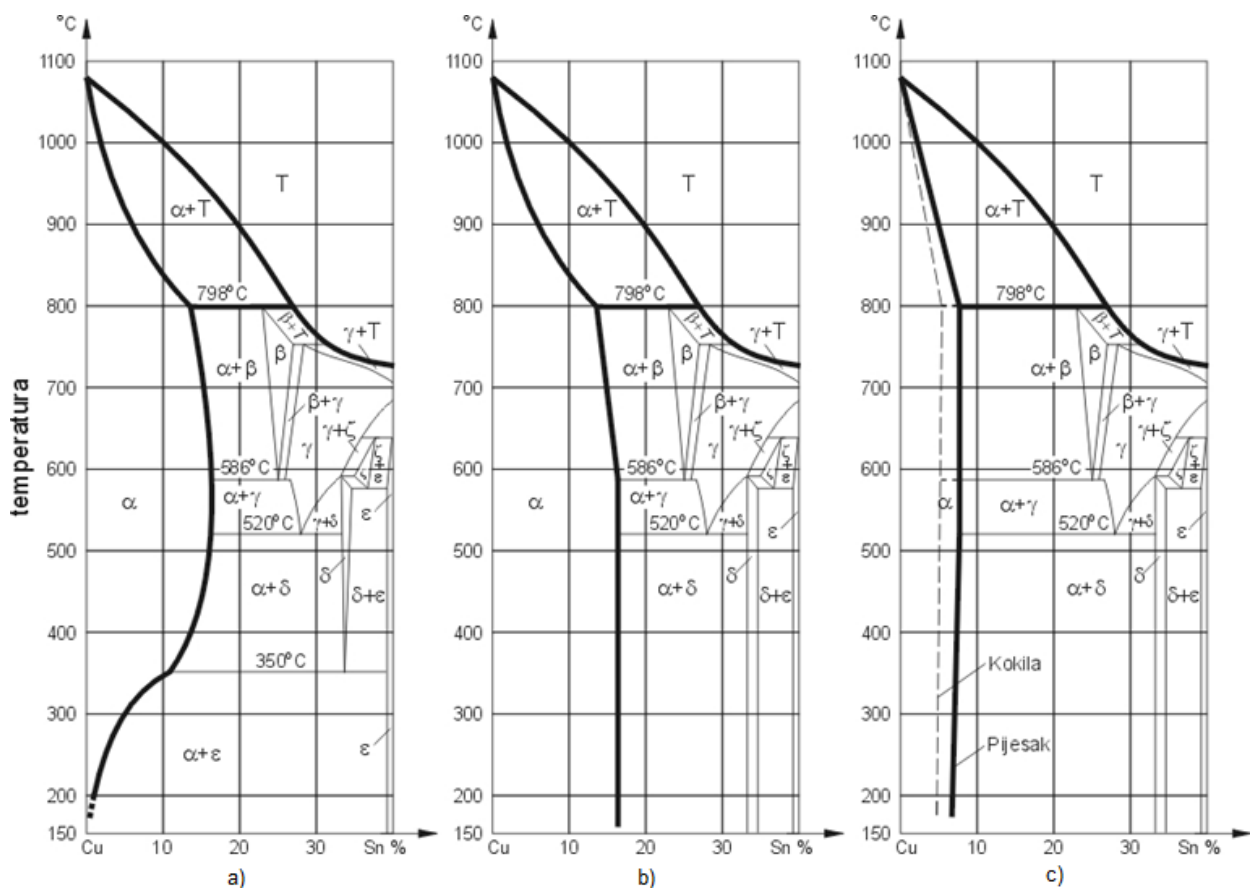 °C
1100
1000
900
800
700
600
500
400
300
200
150
temperatura
T
α+T
798°C
β+T
γ+T
α+β
β
β+γ
γ+ζ
γ
ζ
ζ+ε
586°C
α
α+γ
520°C
γ+δ
ε
δ
α+δ
δ+ε
350°C
α+ε
ε
Cu 10 20 30 Sn %
a)
°C
1100
1000
900
800
700
600
500
400
300
200
150
T
α+T
798°C
β+T
γ+T
α+β
β
β+γ
γ+ζ
γ
ζ
ζ+ε
586°C
α
α+γ
520°C
γ+δ
ε
δ
α+δ
δ+ε
Cu 10 20 30 Sn %
b)
°C
1100
1000
900
800
700
600
500
400
300
200
150
T
α+T
798°C
β+T
γ+T
α+β
β
β+γ
γ+ζ
γ
ζ
ζ+ε
586°C
α
α+γ
520°C
γ+δ
ε
δ
α+δ
δ+ε
Kokila
Pijesak
Cu 10 20 30 Sn %
c)